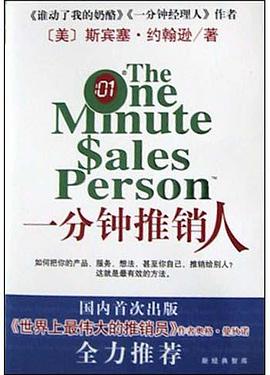 《谁动了我的奶酪》《一分钟经理人》作者
〔美〕斯宾塞·约翰逊/著
The
:01
One
Minute
$ales
Person™
一分钟推销人
如何把你的产品、服务、想法、甚至你自己,推销给别人?
这就是最有效的方法。
国内首次出版
《世界上最伟大的推销员》作者奥格·曼狄诺
全力推荐
新经典智库